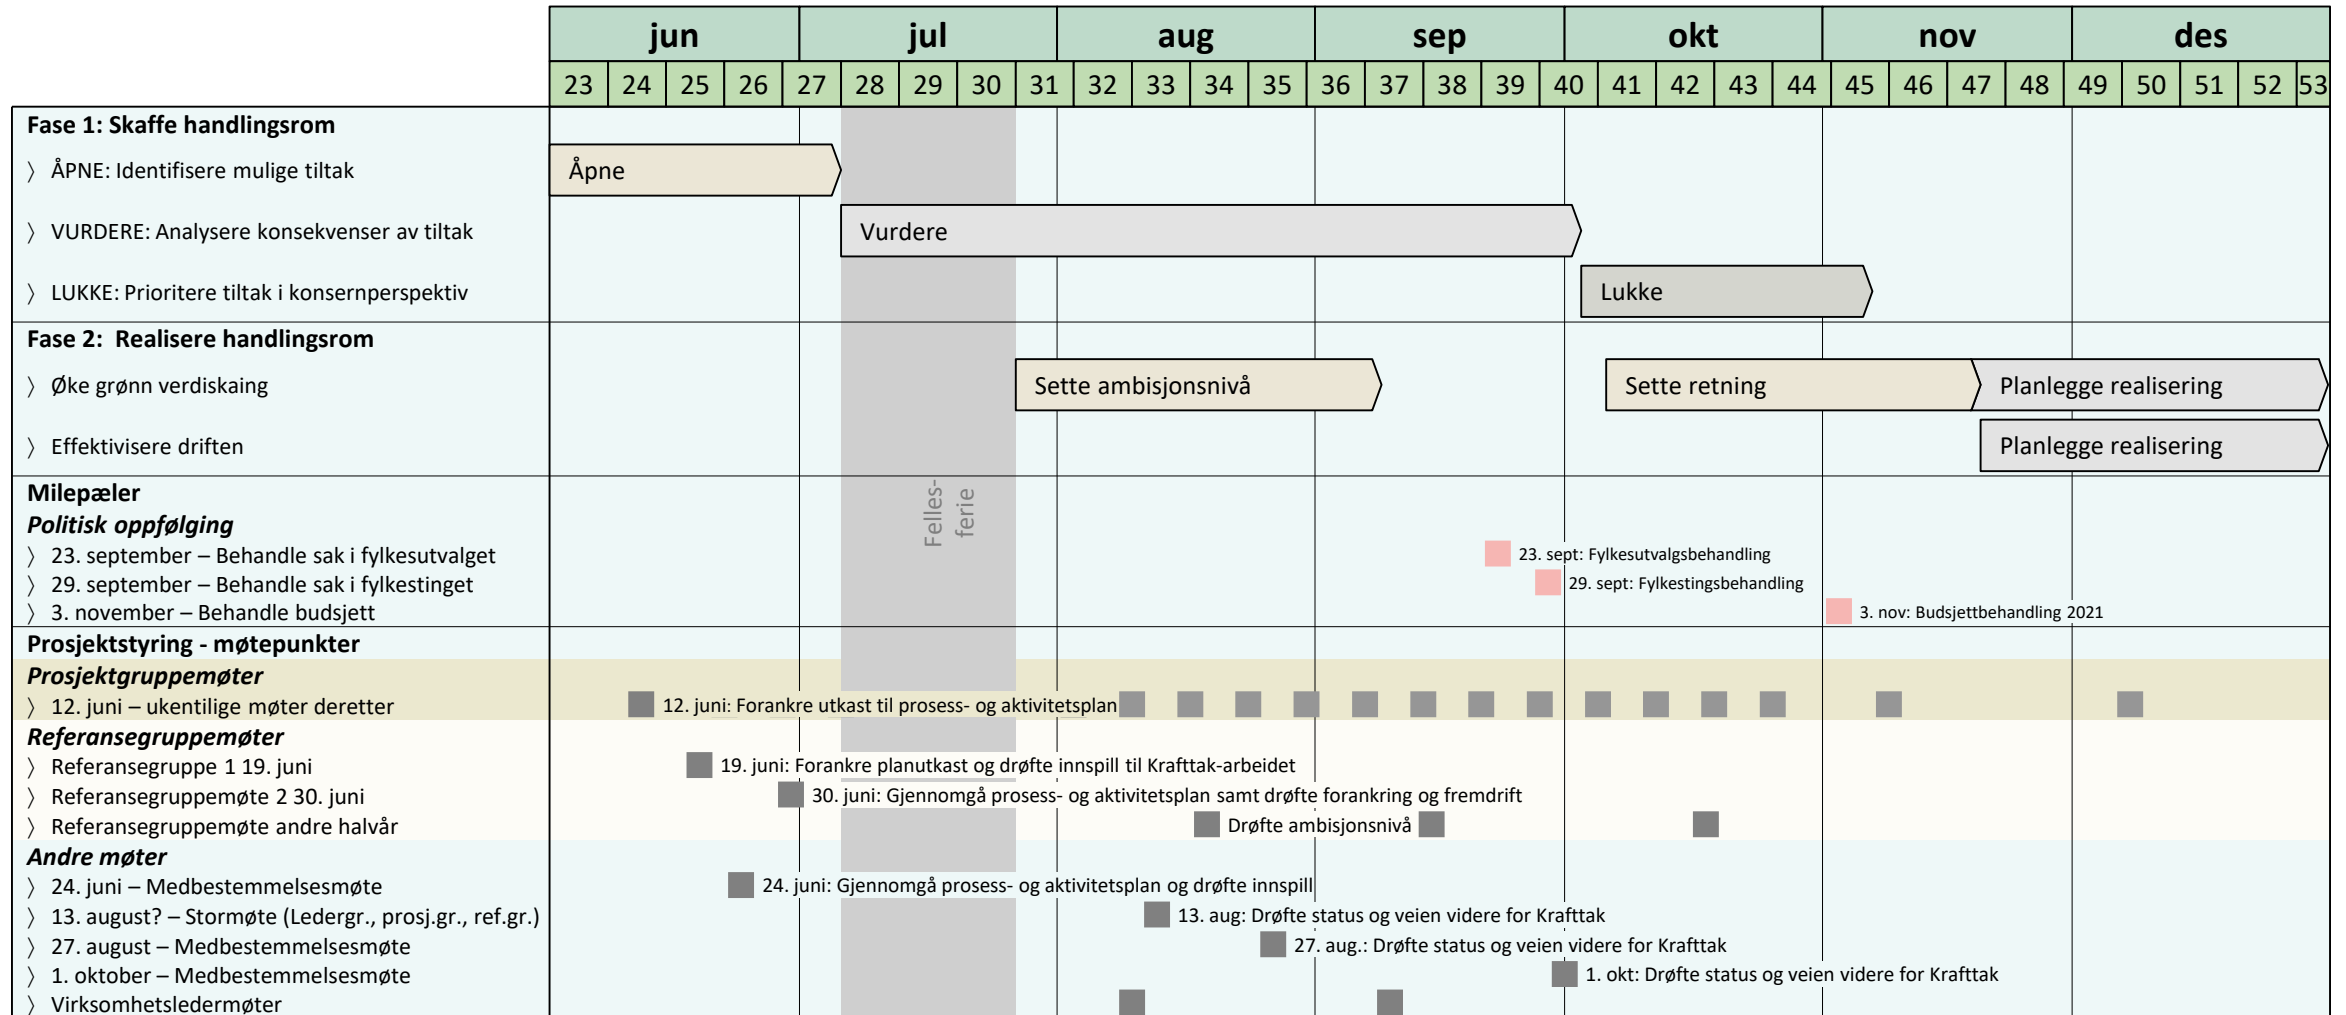 jun jul aug sep okt nov des
23 24 25 26 27 28 29 30 31 32 33 34 35 36 37 38 39 40 41 42 43 44 45 46 47 48 49 50 51 52 53
Fase 1: Skaffe handlingsrom
〉 ÅPNE: Identifisere mulige tiltak
Åpne
〉 VURDERE: Analysere konsekvenser av tiltak
Vurdere
〉 LUKKE: Prioritere tiltak i konsernperspektiv
Lukke
Fase 2: Realisere handlingsrom
〉 Øke grønn verdiskaing
Sette ambisjonsnivå
Sette retning
Planlegge realisering
〉 Effektivisere driften
Planlegge realisering
Felles-
ferie
Milepæler
Politisk oppfølging
〉 23. september – Behandle sak i fylkesutvalget
23. sept: Fylkesutvalgsbehandling
〉 29. september – Behandle sak i fylkestinget
29. sept: Fylkestingsbehandling
〉 3. november – Behandle budsjett
3. nov: Budsjettbehandling 2021
Prosjektstyring - møtepunkter
Prosjektgruppemøter
〉 12. juni – ukentilige møter deretter
12. juni: Forankre utkast til prosess- og aktivitetsplan
Referansegruppemøter
〉 Referansegruppe 1 19. juni
19. juni: Forankre planutkast og drøfte innspill til Krafttak-arbeidet
〉 Referansegruppemøte 2 30. juni
30. juni: Gjennomgå prosess- og aktivitetsplan samt drøfte forankring og fremdrift
〉 Referansegruppemøte andre halvår
Drøfte ambisjonsnivå
Andre møter
〉 24. juni – Medbestemmelsesmøte
24. juni: Gjennomgå prosess- og aktivitetsplan og drøfte innspill
〉 13. august? – Stormøte (Ledergr., prosj.gr., ref.gr.)
13. aug: Drøfte status og veien videre for Krafttak
〉 27. august – Medbestemmelsesmøte
27. aug.: Drøfte status og veien videre for Krafttak
〉 1. oktober – Medbestemmelsesmøte
1. okt: Drøfte status og veien videre for Krafttak
〉 Virksomhetsledermøter